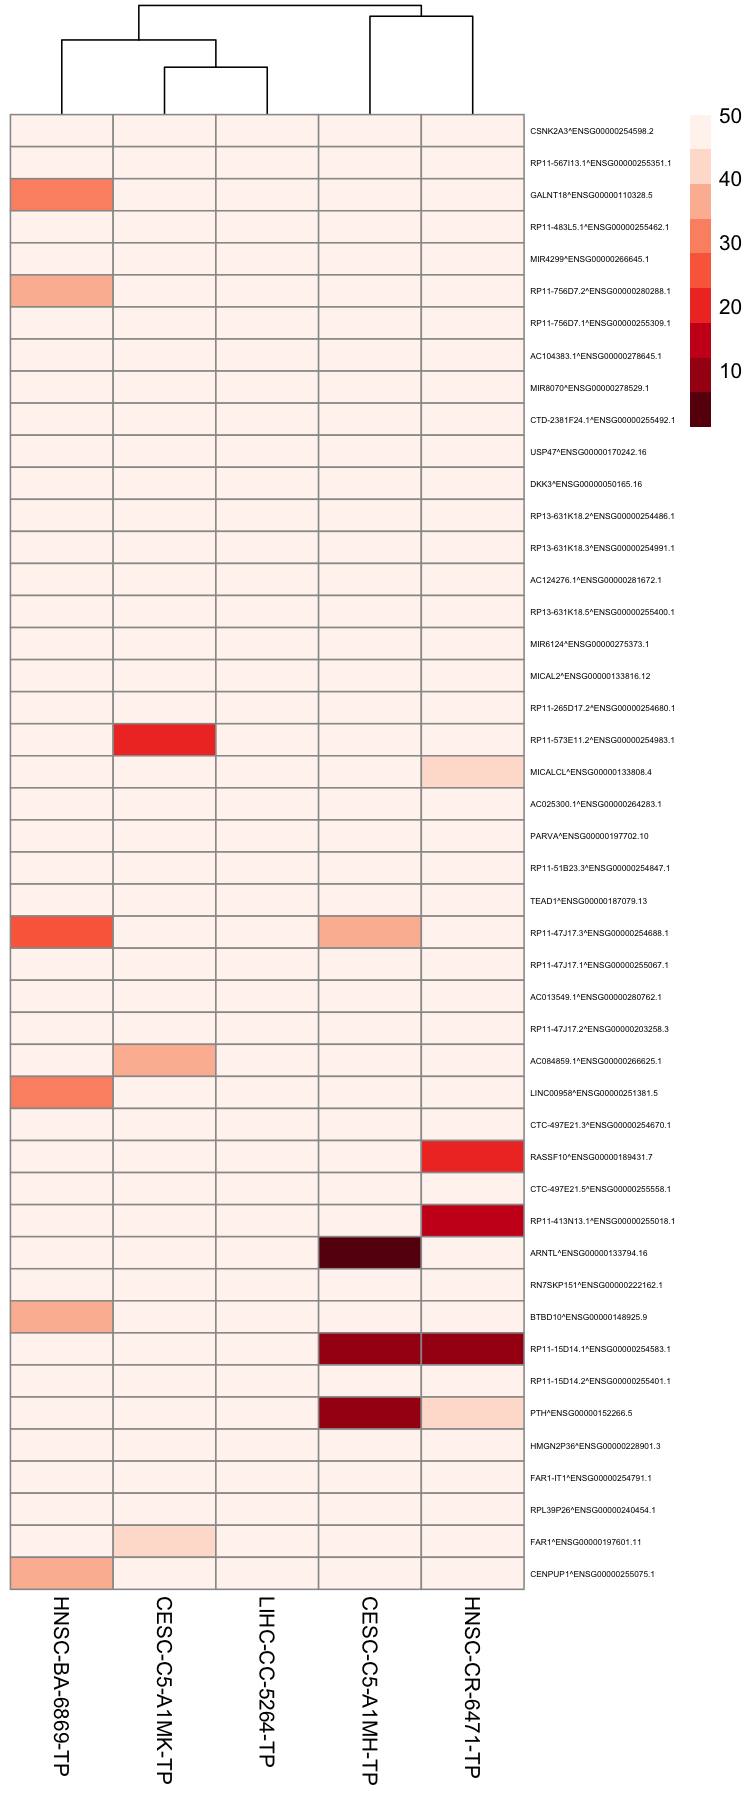 CSNK2A3^ENSG00000254598.2
RP11-567I13.1^ENSG00000255351.1
GALNT18^ENSG00000110328.5
RP11-483L5.1^ENSG00000255462.1
MIR4299^ENSG00000266645.1
RP11-756D7.2^ENSG00000280288.1
RP11-756D7.1^ENSG00000255309.1
AC104383.1^ENSG00000278645.1
MIR8070^ENSG00000278529.1
CTD-2381F24.1^ENSG00000255492.1
USP47^ENSG00000170242.16
DKK3^ENSG00000050165.16
RP13-631K18.2^ENSG00000254486.1
RP13-631K18.3^ENSG00000254991.1
AC124276.1^ENSG00000281672.1
RP13-631K18.5^ENSG00000255400.1
MIR6124^ENSG00000275373.1
MICAL2^ENSG00000133816.12
RP11-265D17.2^ENSG00000254680.1
RP11-573E11.2^ENSG00000254983.1
MICALCL^ENSG00000133808.4
AC025300.1^ENSG00000264283.1
PARVA^ENSG00000197702.10
RP11-51B23.3^ENSG00000254847.1
TEAD1^ENSG00000187079.13
RP11-47J17.3^ENSG00000254688.1
RP11-47J17.1^ENSG00000255067.1
AC013549.1^ENSG00000280762.1
RP11-47J17.2^ENSG00000203258.3
AC084859.1^ENSG00000266625.1
LINC00958^ENSG00000251381.5
CTC-497E21.3^ENSG00000254670.1
RASSF10^ENSG00000189431.7
CTC-497E21.5^ENSG00000255558.1
RP11-413N13.1^ENSG00000255018.1
ARNTL^ENSG00000133794.16
RN7SKP151^ENSG00000222162.1
BTBD10^ENSG00000148925.9
RP11-15D14.1^ENSG00000254583.1
RP11-15D14.2^ENSG00000255401.1
PTH^ENSG00000152266.5
HMGN2P36^ENSG00000228901.3
FAR1-IT1^ENSG00000254791.1
RPL39P26^ENSG00000240454.1
FAR1^ENSG00000197601.11
CENPUP1^ENSG00000255075.1
50
40
30
20
10
HNSC-BA-6869-TP
CESC-C5-A1MK-TP
LIHC-CC-5264-TP
CESC-C5-A1MH-TP
HNSC-CR-6471-TP